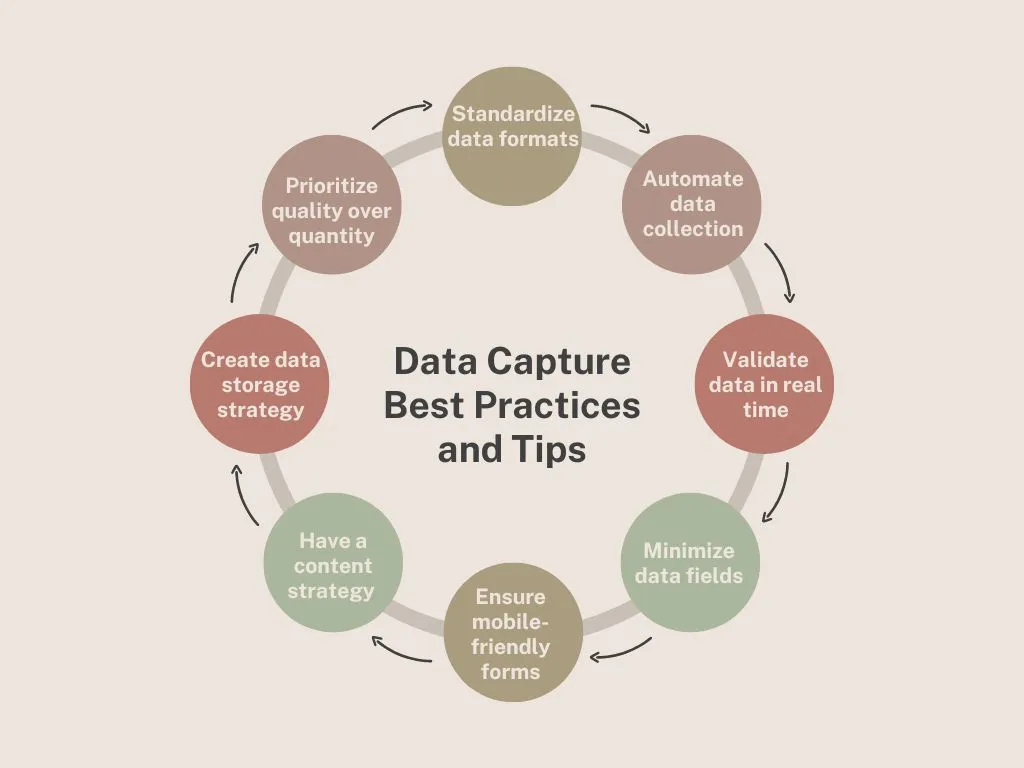 Standardize
data formats
Automate
data
collection
Validate
data in real
time
Minimize
data fields
Ensure
mobile-
friendly
forms
Have a
content
strategy
Create data
storage
strategy
Prioritize
quality over
quantity
Data Capture
Best Practices
and Tips